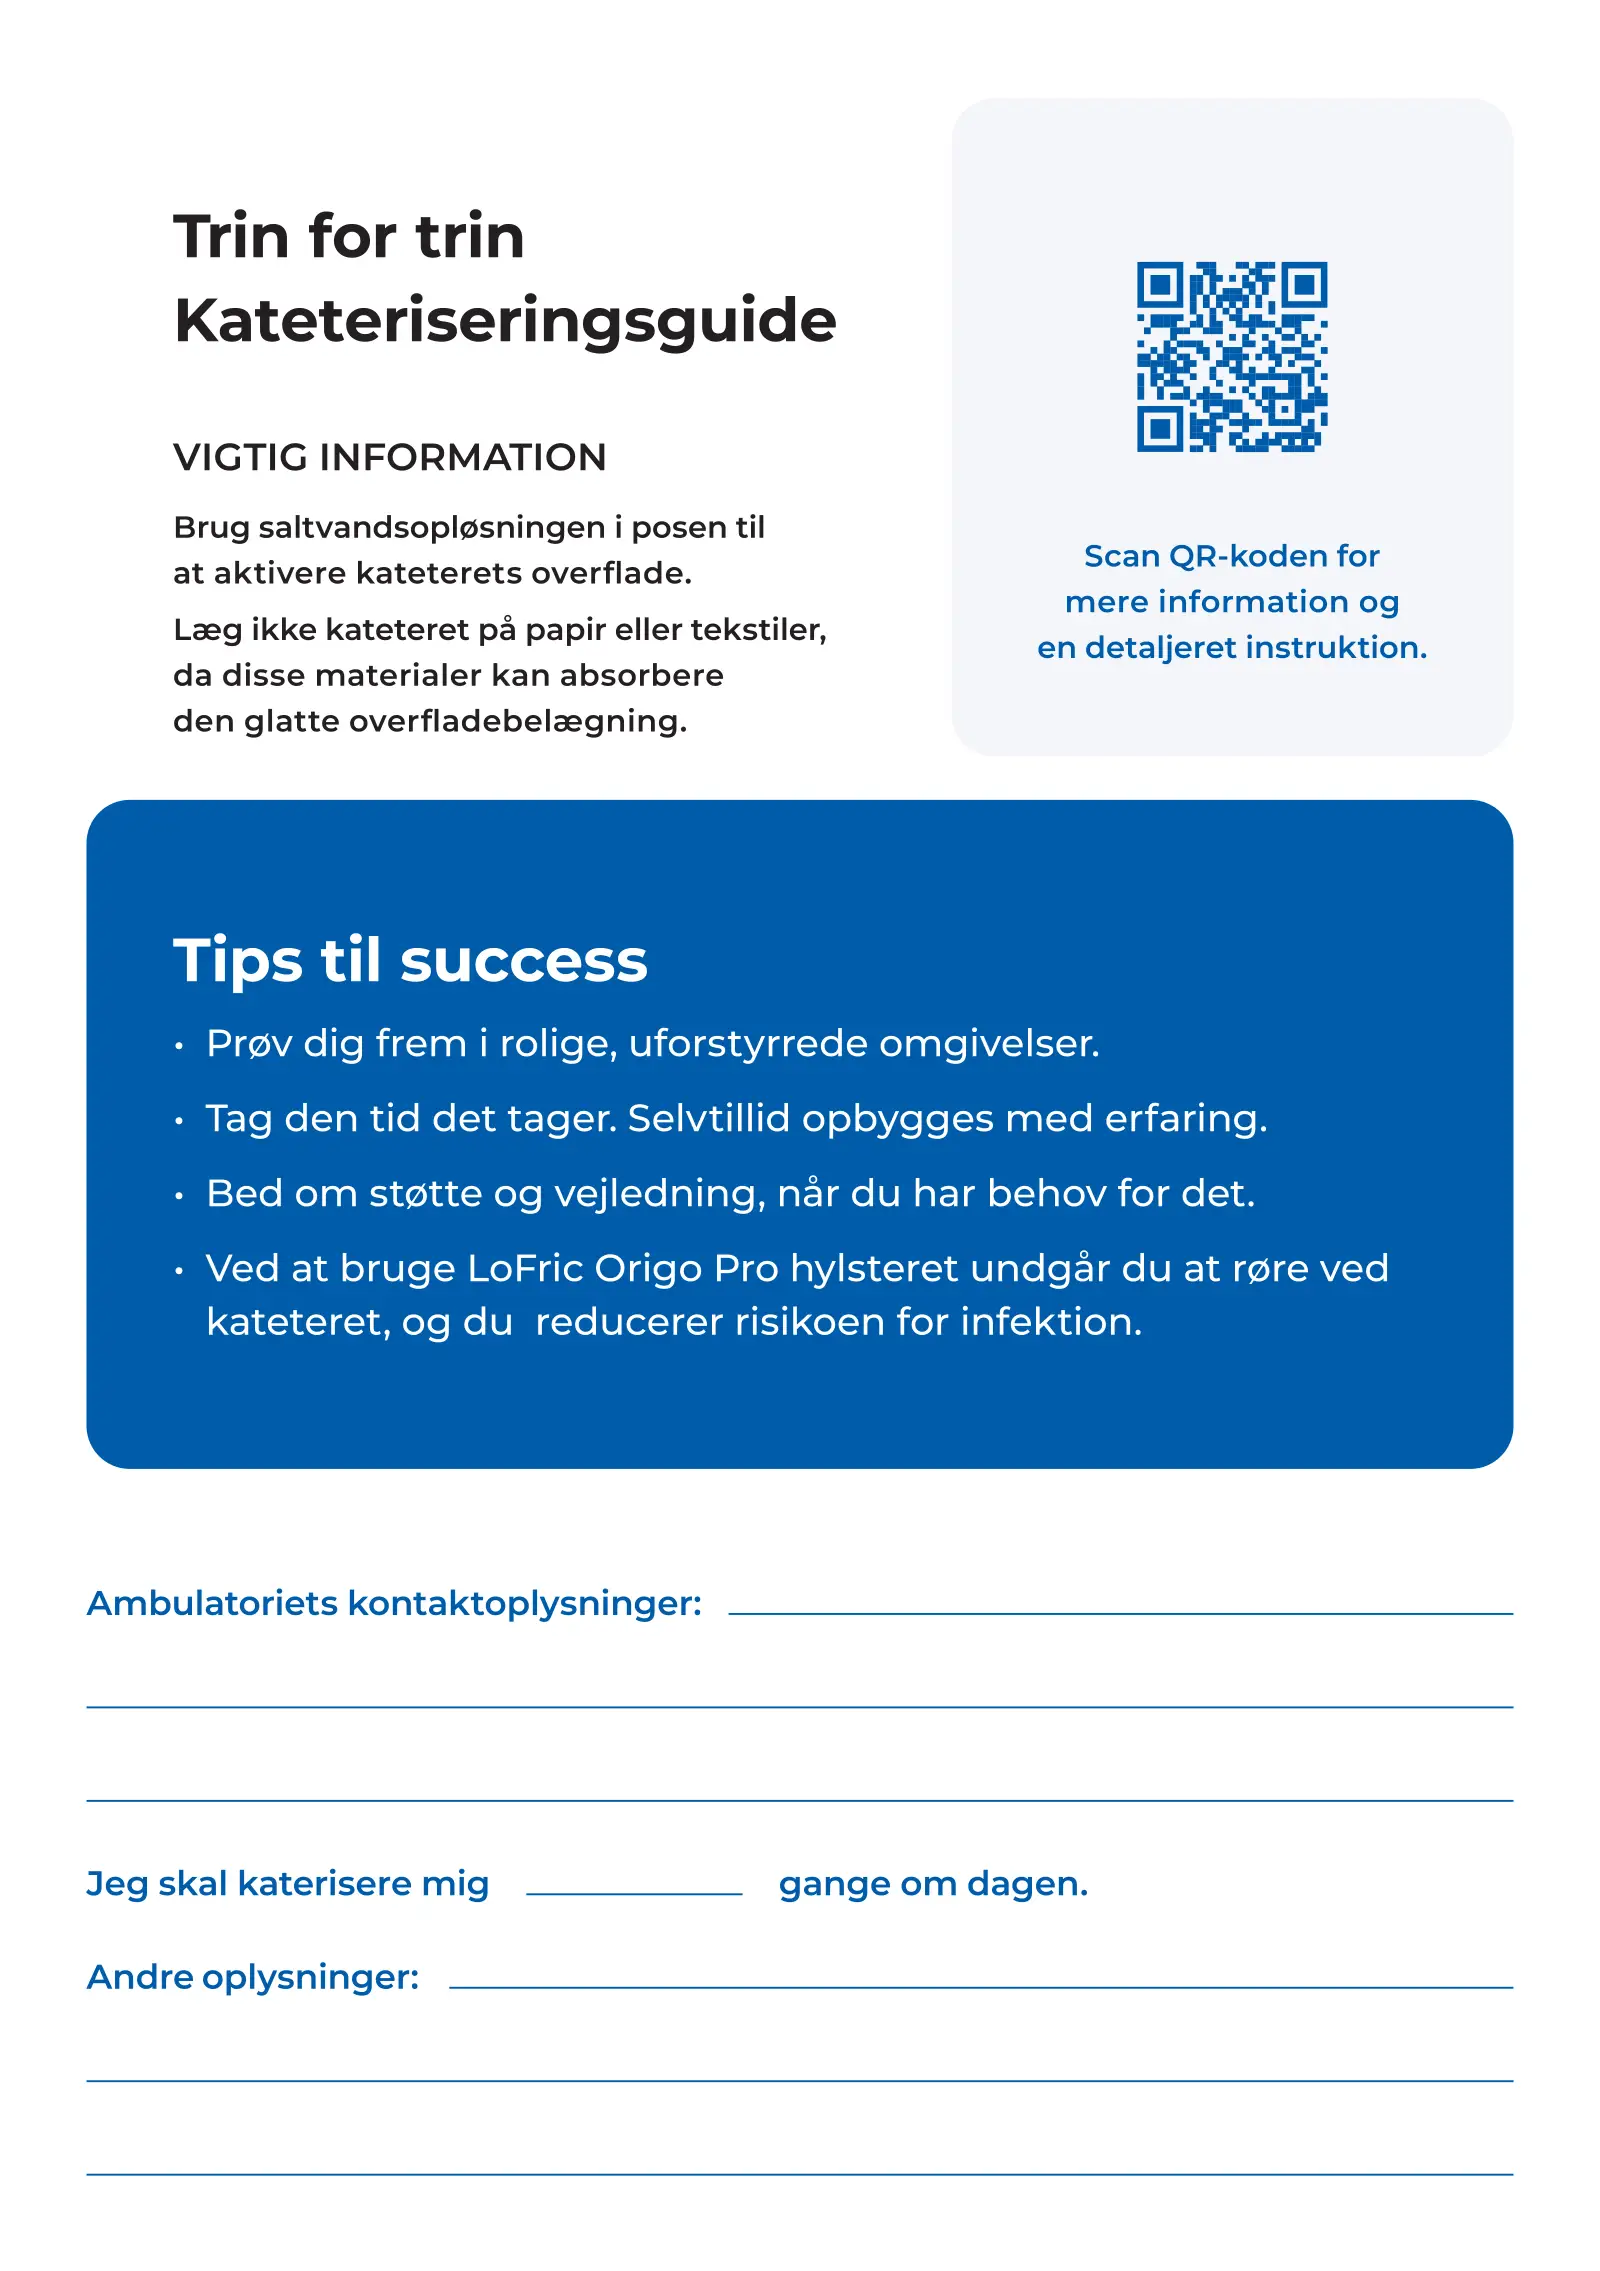 Trin for trin
Kateteriseringsguide
VIGTIG INFORMATION
Brug saltvandsopløsningen i posen til
at aktivere kateterets overflade.
Læg ikke kateteret på papir eller tekstiler,
da disse materialer kan absorbere
den glatte overfladebelægning.
Scan QR-koden for
mere information og
en detaljeret instruktion.
Tips til success
• Prøv dig frem i rolige, uforstyrrede omgivelser.
• Tag den tid det tager. Selvtillid opbygges med erfaring.
• Bed om støtte og vejledning, når du har behov for det.
• Ved at bruge LoFric Origo Pro hylsteret undgår du at røre ved
kateteret, og du  reducerer risikoen for infektion.
Ambulatoriets kontaktoplysninger:
Jeg skal katerisere mig gange om dagen.
Andre oplysninger: